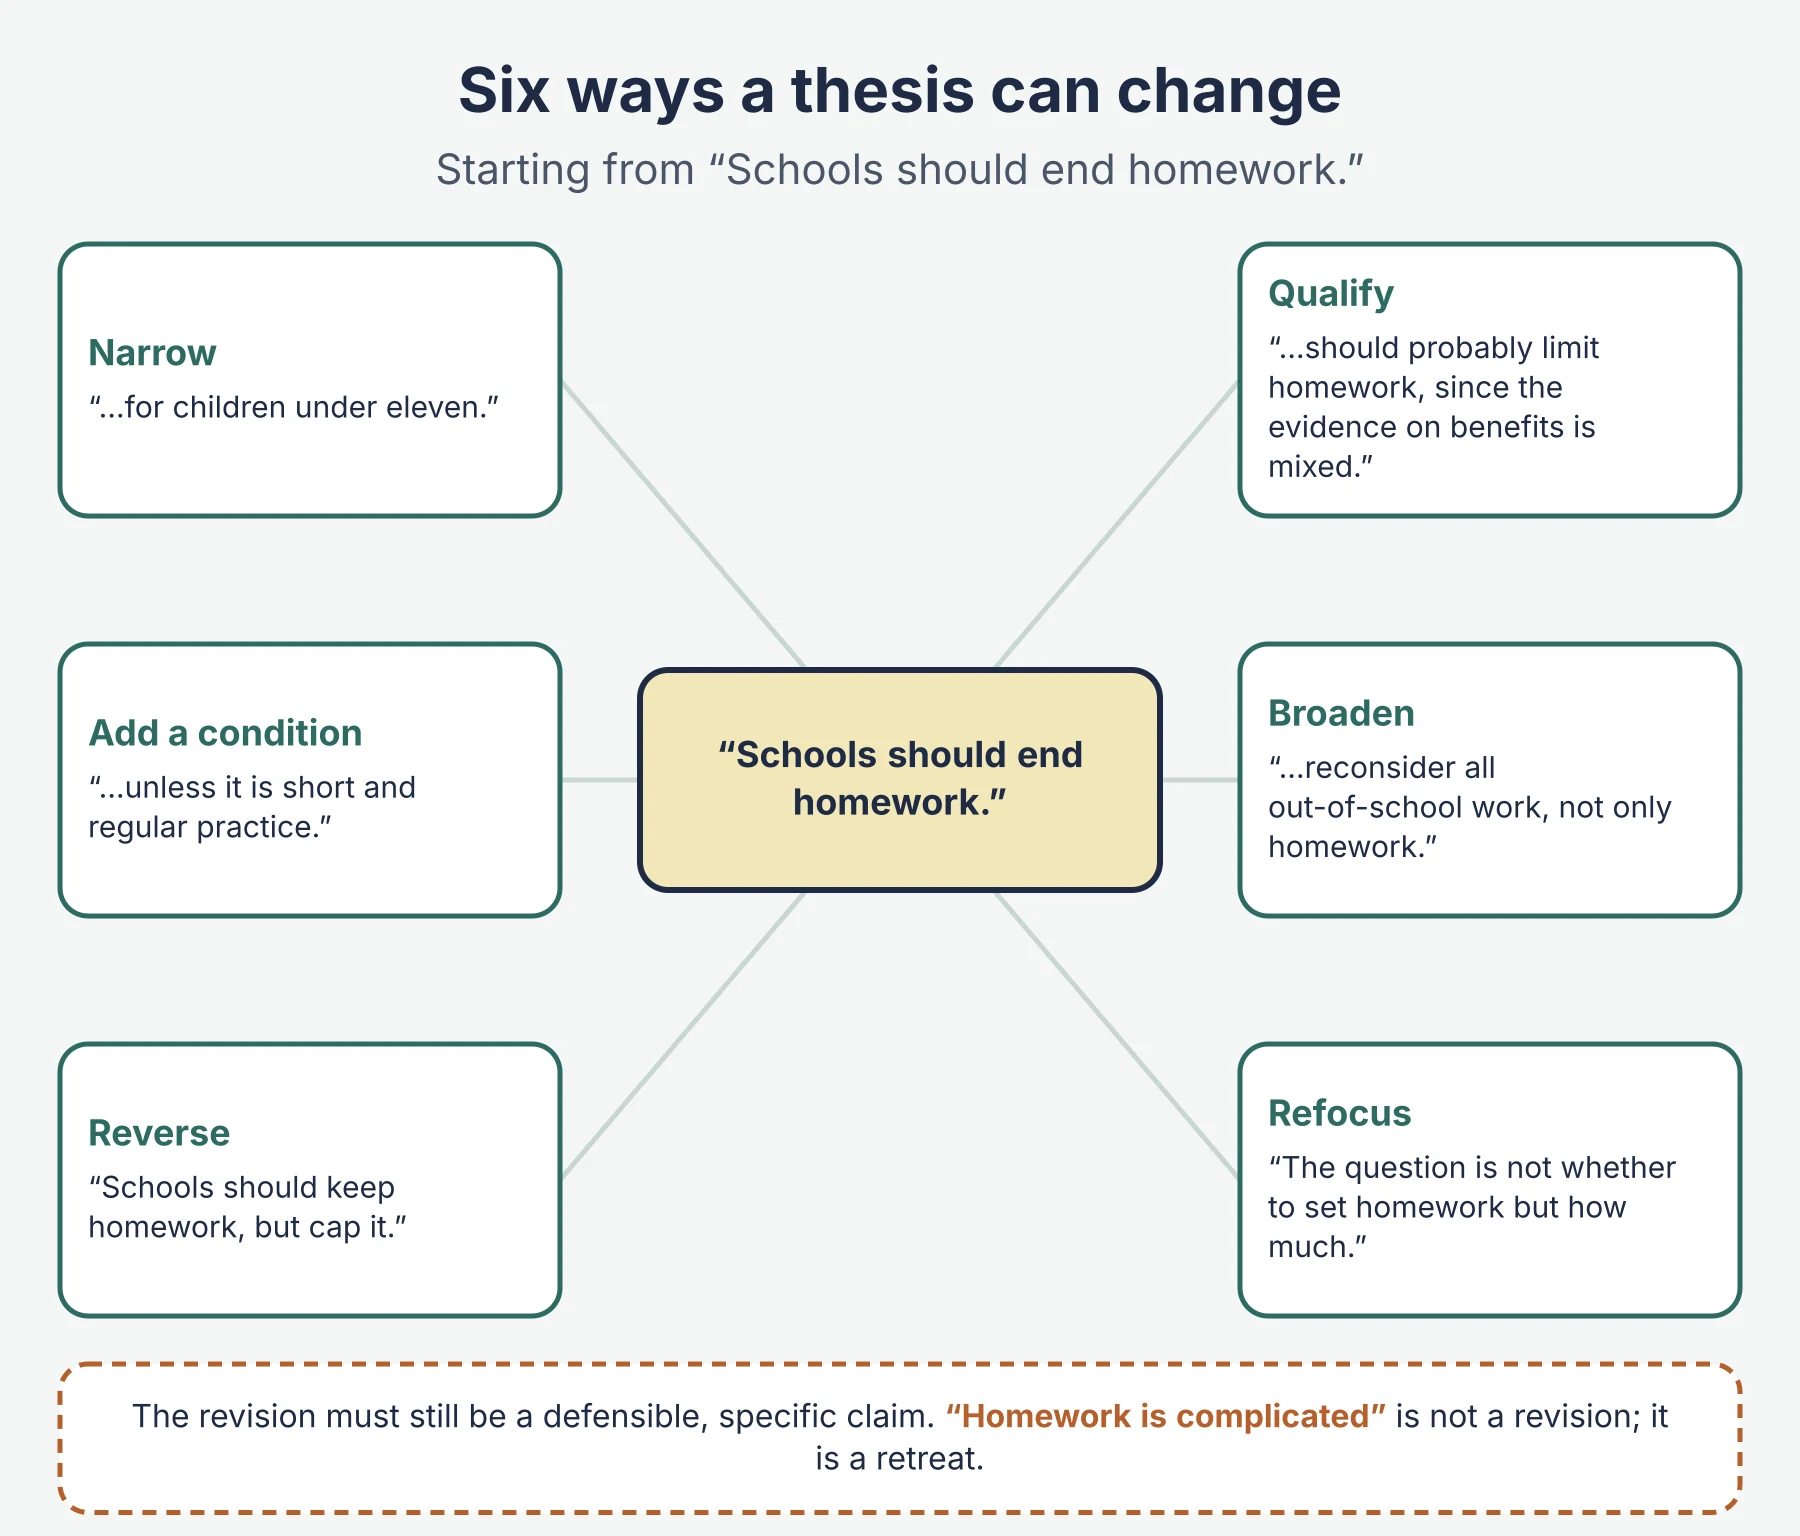 Six ways a thesis can change
Starting from “Schools should end homework.”
Narrow
“…for children under eleven.”
Qualify
“…should probably limit
homework, since the
evidence on benefits is
mixed.”
Add a condition
“…unless it is short and
regular practice.”
“Schools should end
homework.”
Broaden
“…reconsider all
out-of-school work, not only
homework.”
Reverse
“Schools should keep
homework, but cap it.”
Refocus
“The question is not whether
to set homework but how
much.”
The revision must still be a defensible, specific claim. “Homework is complicated” is not a revision; it
is a retreat.